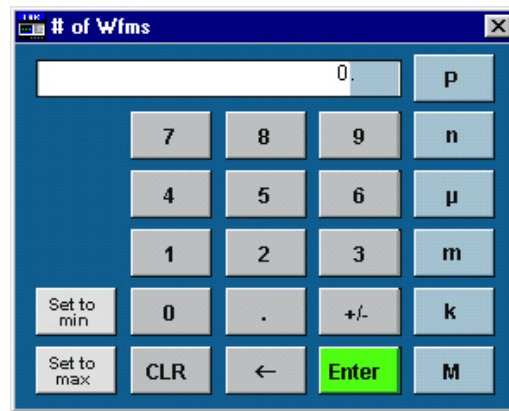 # of Wfms
0.
p
7 8 9 n
4 5 6 µ
1 2 3 m
Set to min 0 . +/- k
Set to max CLR ← Enter M